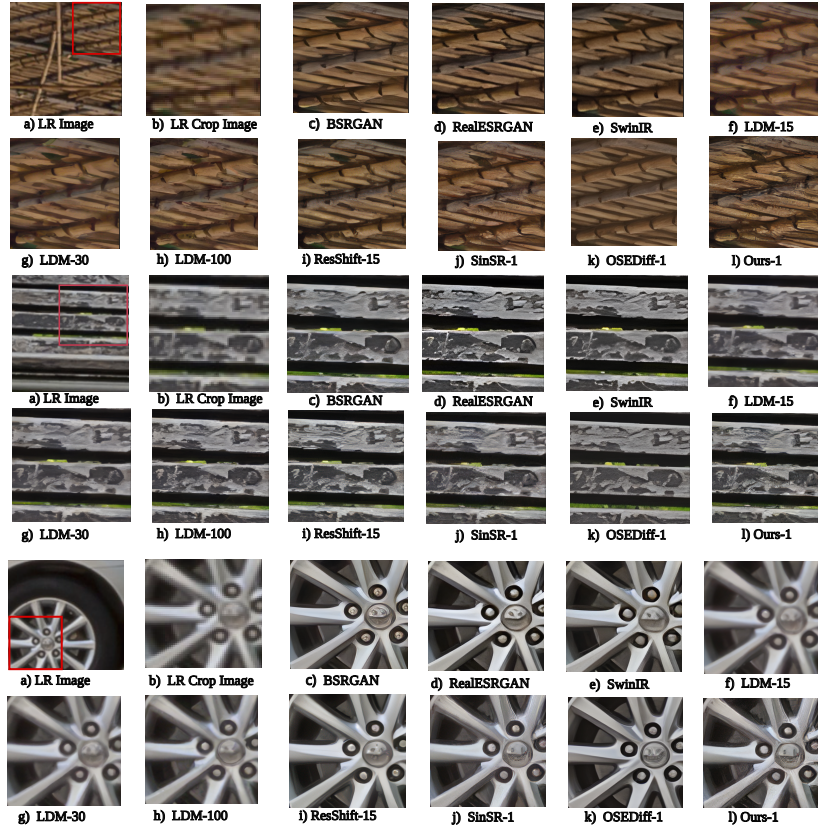 a) LR Image b) LR Crop Image c) BSRGAN d) RealESRGAN e) SwinIR f) LDM-15
g) LDM-30 h) LDM-100 i) ResShift-15 j) SinSR-1 k) OSEDiff-1 l) Ours-1
a) LR Image b) LR Crop Image c) BSRGAN d) RealESRGAN e) SwinIR f) LDM-15
g) LDM-30 h) LDM-100 i) ResShift-15 j) SinSR-1 k) OSEDiff-1 l) Ours-1
a) LR Image b) LR Crop Image c) BSRGAN d) RealESRGAN e) SwinIR f) LDM-15
g) LDM-30 h) LDM-100 i) ResShift-15 j) SinSR-1 k) OSEDiff-1 l) Ours-1